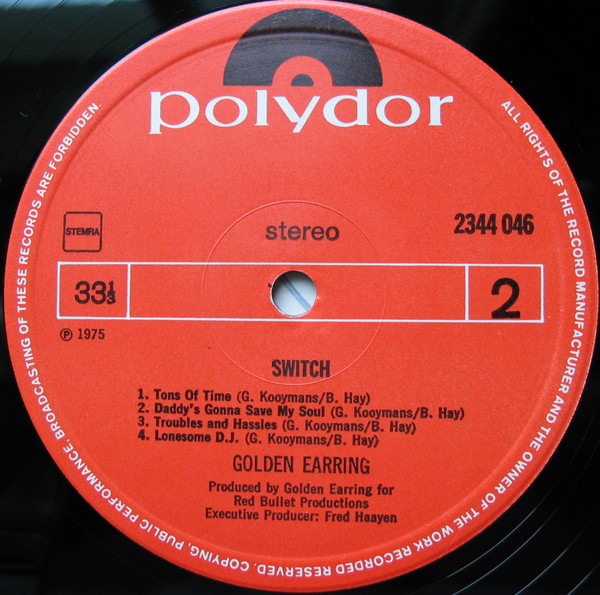 polydor
stereo
2344 046
STEMRA
33⅓
2
℗ 1975
SWITCH
1. Tons Of Time (G. Kooymans/B. Hay)
2. Daddy's Gonna Save My Soul (G. Kooymans/B. Hay)
3. Troubles and Hassles (G. Kooymans/B. Hay)
4. Lonesome D.J. (G. Kooymans/B. Hay)
GOLDEN EARRING
Produced by Golden Earring for
Red Bullet Productions
Executive Producer: Fred Haayen
ALL RIGHTS OF THE RECORD MANUFACTURER AND THE OWNER OF THE WORK RECORDED RESERVED. COPYING, PUBLIC PERFORMANCE, BROADCASTING OF THESE RECORDS ARE FORBIDDEN.